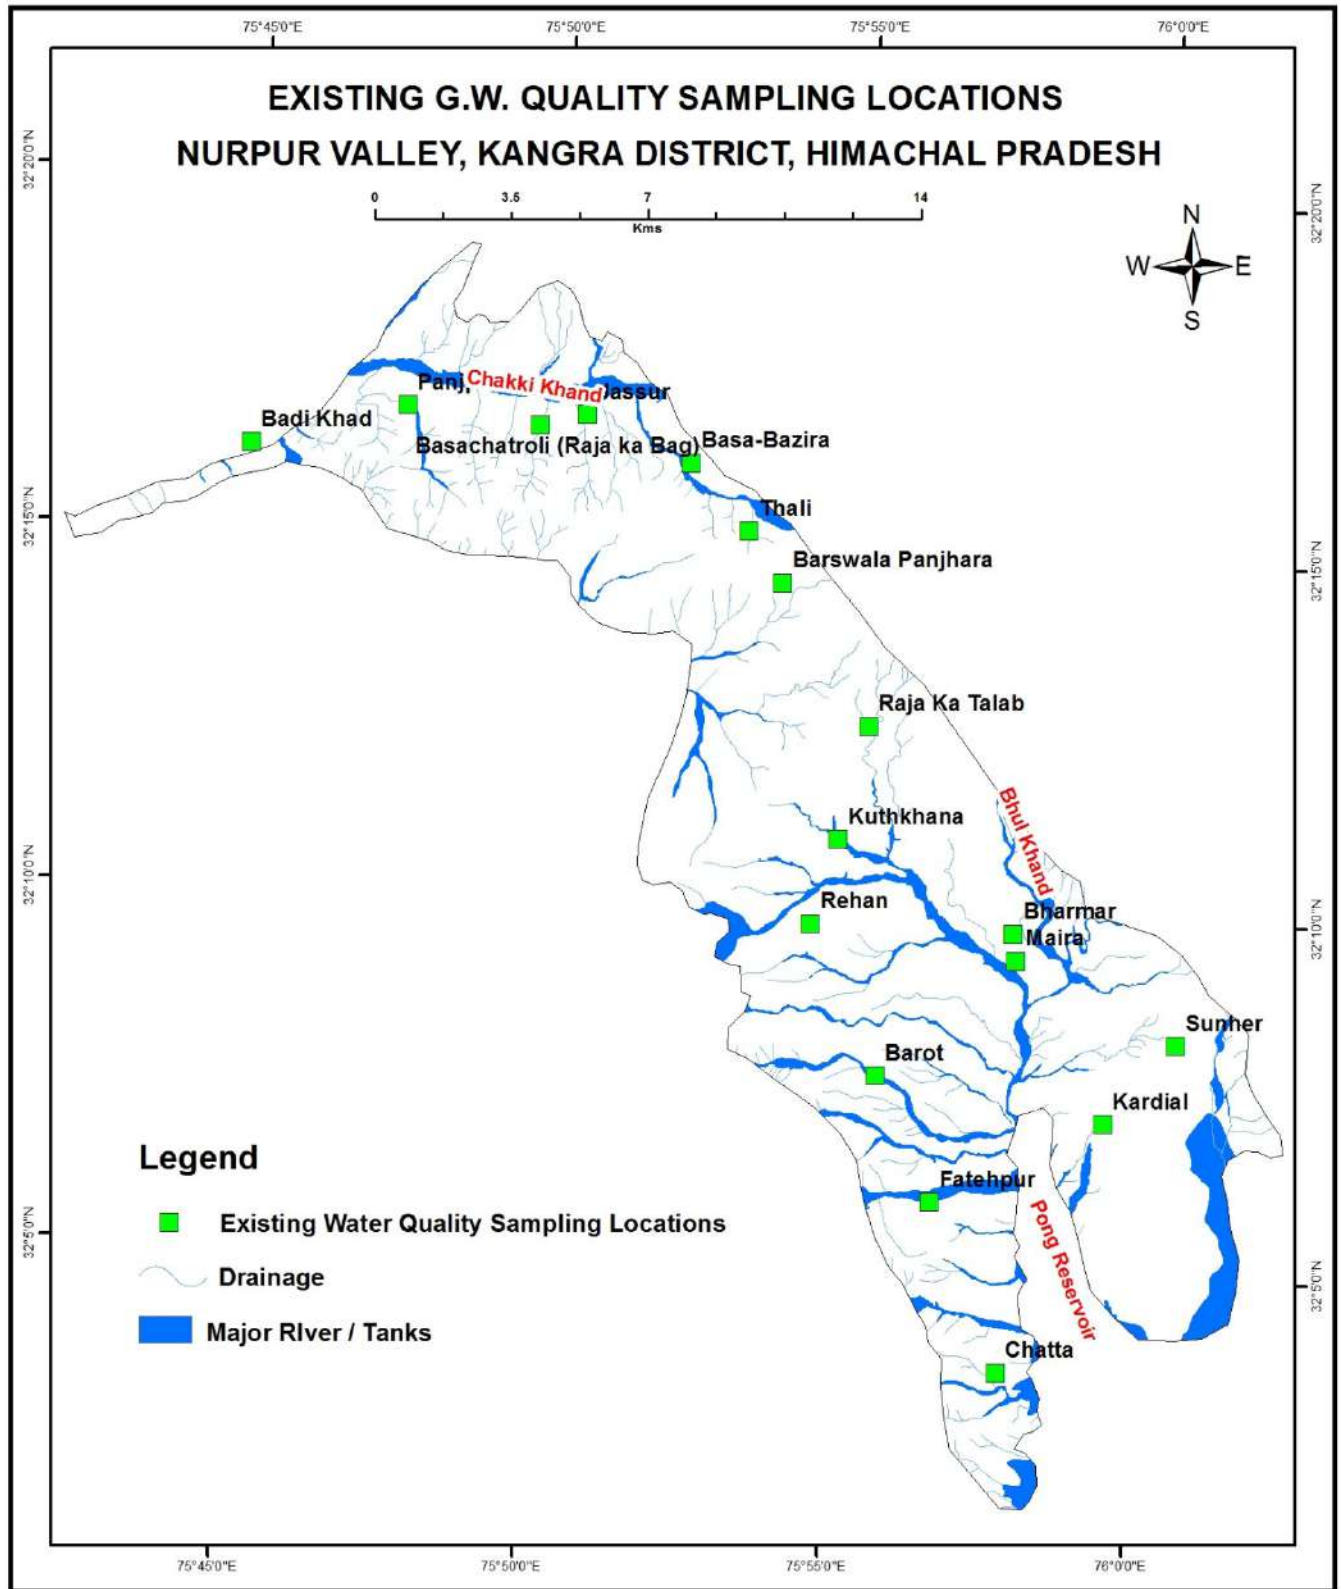 75°45'0"E 75°50'0"E 75°55'0"E 76°0'0"E
EXISTING G.W. QUALITY SAMPLING LOCATIONS
NURPUR VALLEY, KANGRA DISTRICT, HIMACHAL PRADESH
32°20'0"N
0 3.5 7 14
Kms
32°20'0"N
N
W E
S
Chakki Khand
Badi Khad
Basachatroli (Raja ka Bag)
Basa-Bazira
Thali
32°15'0"N
Barswala Panjhara
32°15'0"N
Raja Ka Talab
Bhul Khand
Kuthkhana
32°10'0"N
Rehan
Bharmar
Maira
32°10'0"N
Sunher
Barot
Kardial
Legend
Fatehpur
Existing Water Quality Sampling Locations
Pong Reservoir
32°5'0"N
Drainage
32°5'0"N
Major RIver / Tanks
Chatta
75°45'0"E 75°50'0"E 75°55'0"E 76°0'0"E